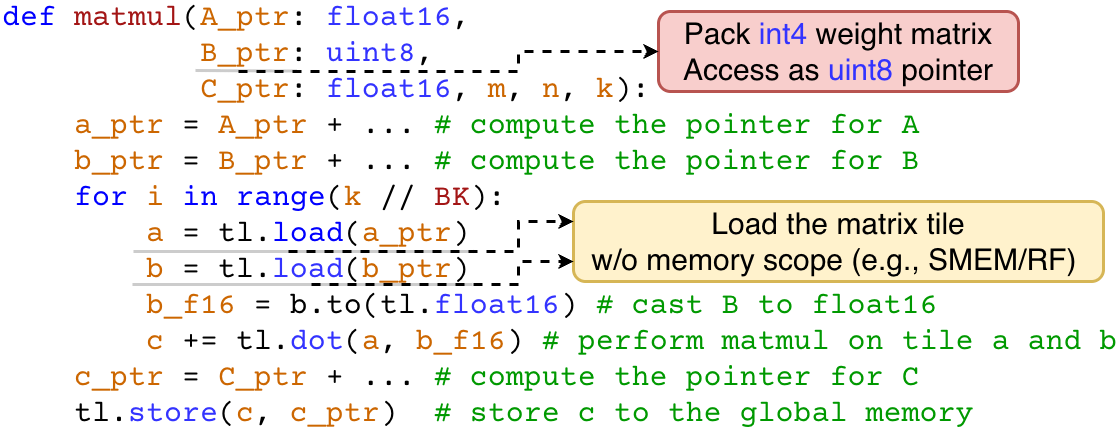 def matmul(A_ptr: float16,
           B_ptr: uint8,
           C_ptr: float16, m, n, k):
    a_ptr = A_ptr + ... # compute the pointer for A
    b_ptr = B_ptr + ... # compute the pointer for B
    for i in range(k // BK):
        a = tl.load(a_ptr)
        b = tl.load(b_ptr)
        b_f16 = b.to(tl.float16) # cast B to float16
        c += tl.dot(a, b_f16) # perform matmul on tile a and b
    c_ptr = C_ptr + ... # compute the pointer for C
    tl.store(c, c_ptr)  # store c to the global memory
Pack int4 weight matrix
Access as uint8 pointer
Load the matrix tile
w/o memory scope (e.g., SMEM/RF)